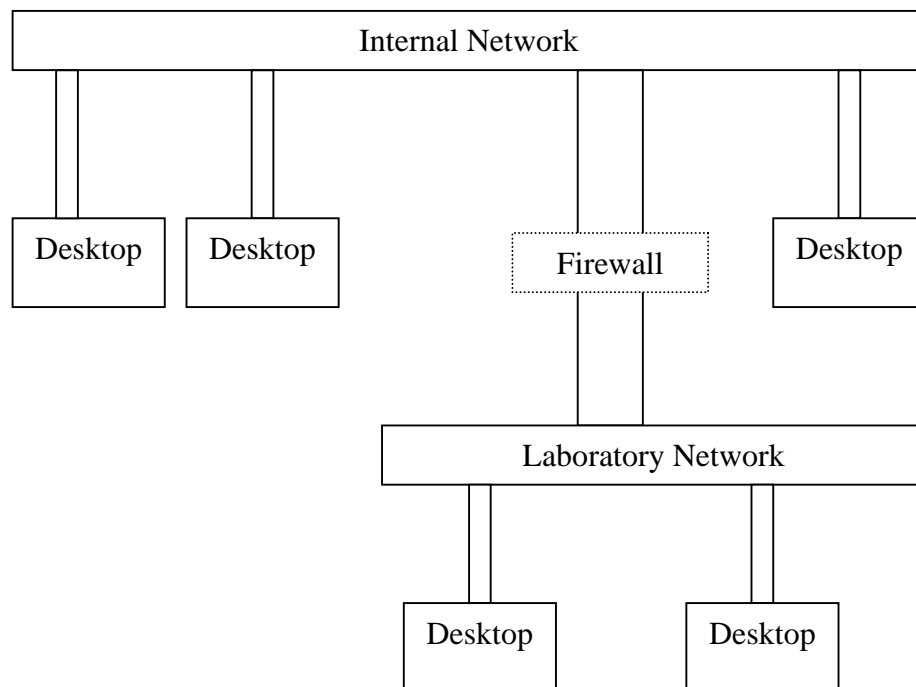 Internal Network
Desktop
Desktop
Firewall
Desktop
Laboratory Network
Desktop
Desktop